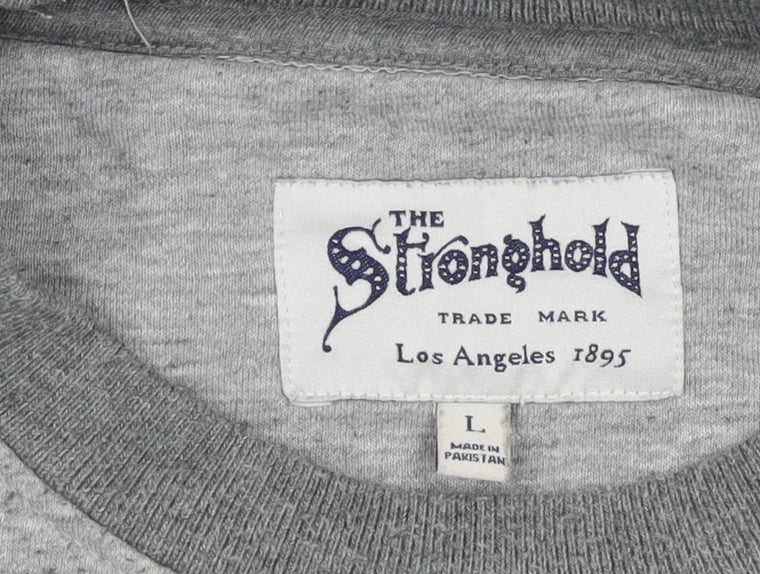 THE
Stronghold
TRADE MARK
Los Angeles 1895
L
MADE IN
PAKISTAN